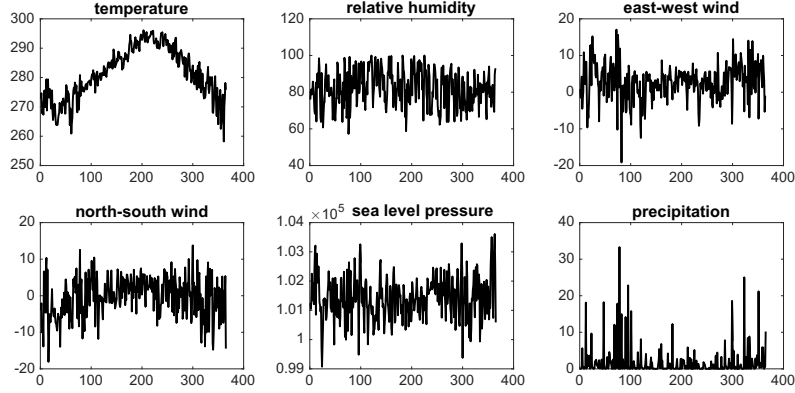 temperature
300
290
280
270
260
250
0 100 200 300 400
relative humidity
120
100
80
60
40
0 100 200 300 400
east-west wind
20
10
0
-10
-20
0 100 200 300 400
north-south wind
20
10
0
-10
-20
0 100 200 300 400
×10⁵ sea level pressure
1.04
1.03
1.02
1.01
1
0.99
0 100 200 300 400
precipitation
40
30
20
10
0
0 100 200 300 400